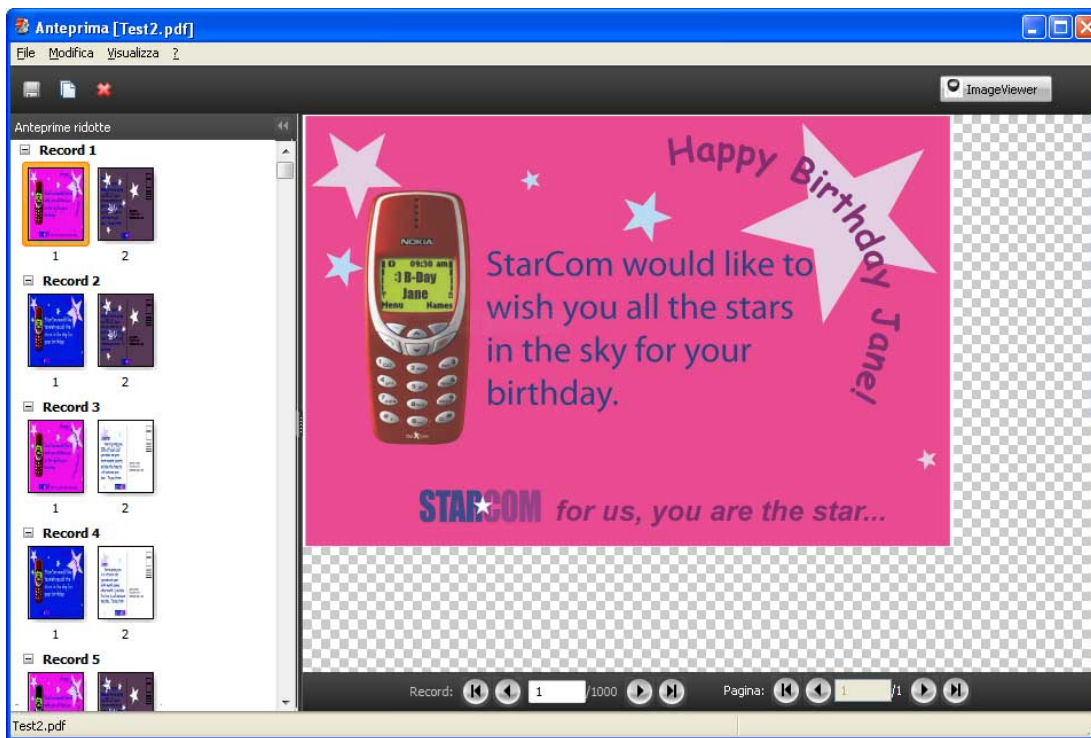 Anteprima [Test2.pdf]
File Modifica Visualizza ?
ImageViewer
Anteprime ridotte
Record 1
1 2
Record 2
1 2
Record 3
1 2
Record 4
1 2
Record 5
Happy Birthday Jane!
NOKIA
09:30 am
:) B-Day
Jane
Menu Names
StarCom would like to
wish you all the stars
in the sky for your
birthday.
STARCOM for us, you are the star...
Record: 1 /1000 Pagina: 1 /1
Test2.pdf